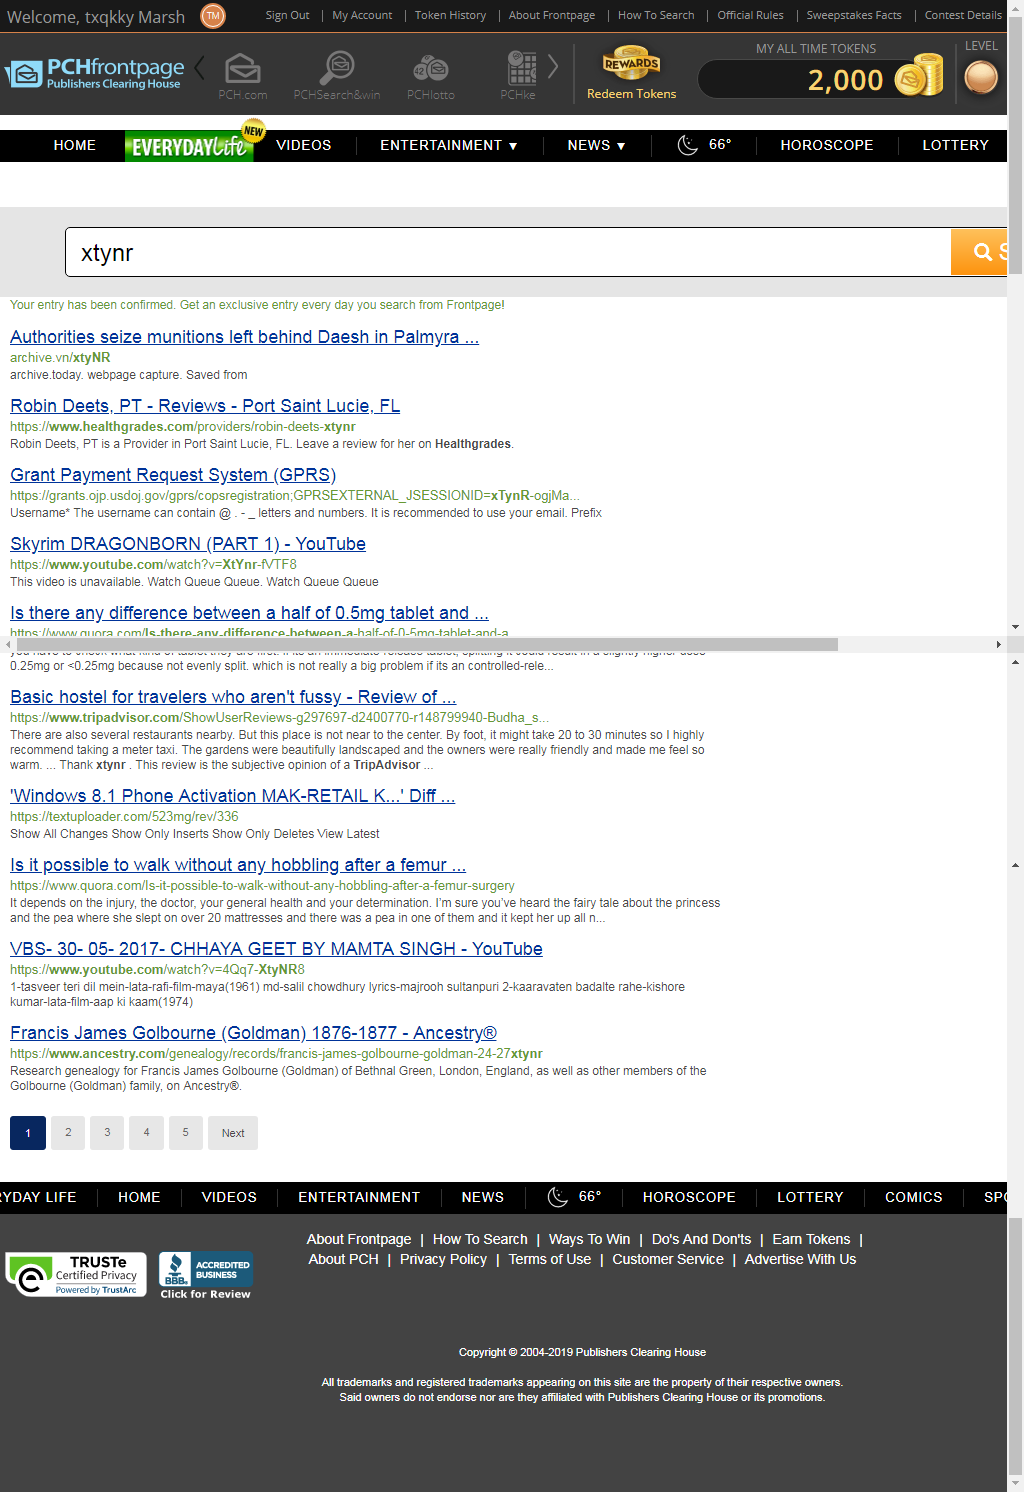 Welcome, txqkky Marsh TM Sign Out | My Account | Token History | About Frontpage | How To Search | Official Rules | Sweepstakes Facts | Contest Details
PCHfrontpage
Publishers Clearing House
PCH.com PCHSearch&win PCHlotto PCHke
REWARDS
Redeem Tokens
MY ALL TIME TOKENS
2,000
LEVEL
HOME EVERYDAY Life NEW VIDEOS ENTERTAINMENT ▼ NEWS ▼ 66° HOROSCOPE LOTTERY
xtynr
Your entry has been confirmed. Get an exclusive entry every day you search from Frontpage!
Authorities seize munitions left behind Daesh in Palmyra ...
archive.vn/xtyNR
archive.today. webpage capture. Saved from
Robin Deets, PT - Reviews - Port Saint Lucie, FL
https://www.healthgrades.com/providers/robin-deets-xtynr
Robin Deets, PT is a Provider in Port Saint Lucie, FL. Leave a review for her on Healthgrades.
Grant Payment Request System (GPRS)
https://grants.ojp.usdoj.gov/gprs/copsregistration;GPRSEXTERNAL_JSESSIONID=xTynR-ogjMa...
Username* The username can contain @ . - _ letters and numbers. It is recommended to use your email. Prefix
Skyrim DRAGONBORN (PART 1) - YouTube
https://www.youtube.com/watch?v=XtYnr-fVTF8
This video is unavailable. Watch Queue Queue. Watch Queue Queue
Is there any difference between a half of 0.5mg tablet and ...
https://www.quora.com/Is-there-any-difference-between-a-half-of-0-5mg-tablet-and-a
you have to check what kind of tablet they are first. If its an immediate-release tablet, splitting it could result in a slightly higher dose
0.25mg or <0.25mg because not evenly split. which is not really a big problem if its an controlled-rele...
Basic hostel for travelers who aren't fussy - Review of ...
https://www.tripadvisor.com/ShowUserReviews-g297697-d2400770-r148799940-Budha_s...
There are also several restaurants nearby. But this place is not near to the center. By foot, it might take 20 to 30 minutes so I highly
recommend taking a meter taxi. The gardens were beautifully landscaped and the owners were really friendly and made me feel so
warm. ... Thank xtynr . This review is the subjective opinion of a TripAdvisor ...
'Windows 8.1 Phone Activation MAK-RETAIL K...' Diff ...
https://textuploader.com/523mg/rev/336
Show All Changes Show Only Inserts Show Only Deletes View Latest
Is it possible to walk without any hobbling after a femur ...
https://www.quora.com/Is-it-possible-to-walk-without-any-hobbling-after-a-femur-surgery
It depends on the injury, the doctor, your general health and your determination. I'm sure you've heard the fairy tale about the princess
and the pea where she slept on over 20 mattresses and there was a pea in one of them and it kept her up all n...
VBS- 30- 05- 2017- CHHAYA GEET BY MAMTA SINGH - YouTube
https://www.youtube.com/watch?v=4Qq7-XtyNR8
1-tasveer teri dil mein-lata-rafi-film-maya(1961) md-salil chowdhury lyrics-majrooh sultanpuri 2-kaaravaten badalte rahe-kishore
kumar-lata-film-aap ki kaam(1974)
Francis James Golbourne (Goldman) 1876-1877 - Ancestry®
https://www.ancestry.com/genealogy/records/francis-james-golbourne-goldman-24-27xtynr
Research genealogy for Francis James Golbourne (Goldman) of Bethnal Green, London, England, as well as other members of the
Golbourne (Goldman) family, on Ancestry®.
1 2 3 4 5 Next
RYDAY LIFE HOME VIDEOS ENTERTAINMENT NEWS 66° HOROSCOPE LOTTERY COMICS SPO
About Frontpage | How To Search | Ways To Win | Do's And Don'ts | Earn Tokens |
About PCH | Privacy Policy | Terms of Use | Customer Service | Advertise With Us
TRUSTe
Certified Privacy
Powered by TrustArc
BBB.
ACCREDITED
BUSINESS
Click for Review
Copyright © 2004-2019 Publishers Clearing House
All trademarks and registered trademarks appearing on this site are the property of their respective owners.
Said owners do not endorse nor are they affiliated with Publishers Clearing House or its promotions.